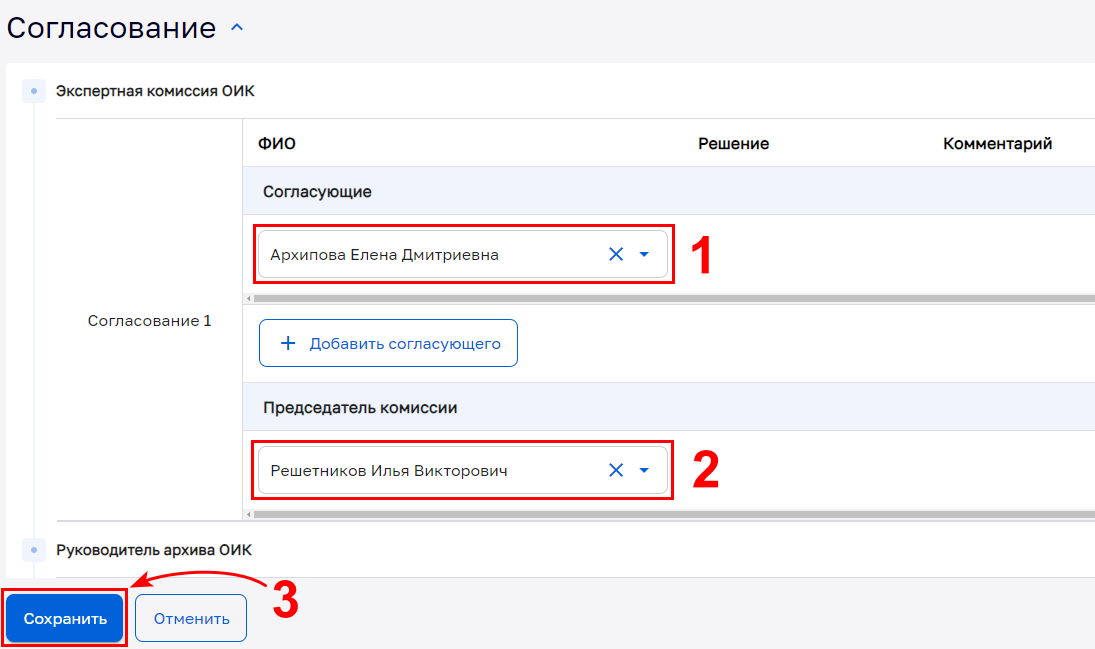 Согласование
Экспертная комиссия ОИК
ФИО Решение Комментарий
Согласующие
Архипова Елена Дмитриевна 1
Согласование 1
+ Добавить согласующего
Председатель комиссии
Решетников Илья Викторович 2
Руководитель архива ОИК
Сохранить Отменить 3